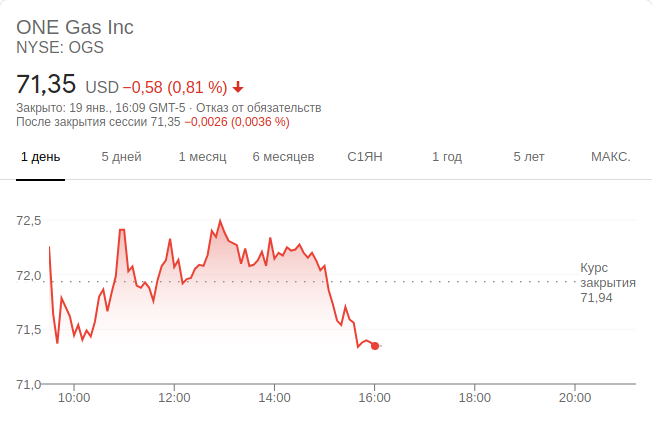 ONE Gas Inc
NYSE: OGS
71,35 USD −0,58 (0,81 %)
Закрыто: 19 янв., 16:09 GMT-5 · Отказ от обязательств
После закрытия сессии 71,35 −0,0026 (0,0036 %)
1 день 5 дней 1 месяц 6 месяцев С1ЯН 1 год 5 лет МАКС.
72,5
72,0
71,5
71,0
Курс
закрытия
71,94
10:00 12:00 14:00 16:00 18:00 20:00